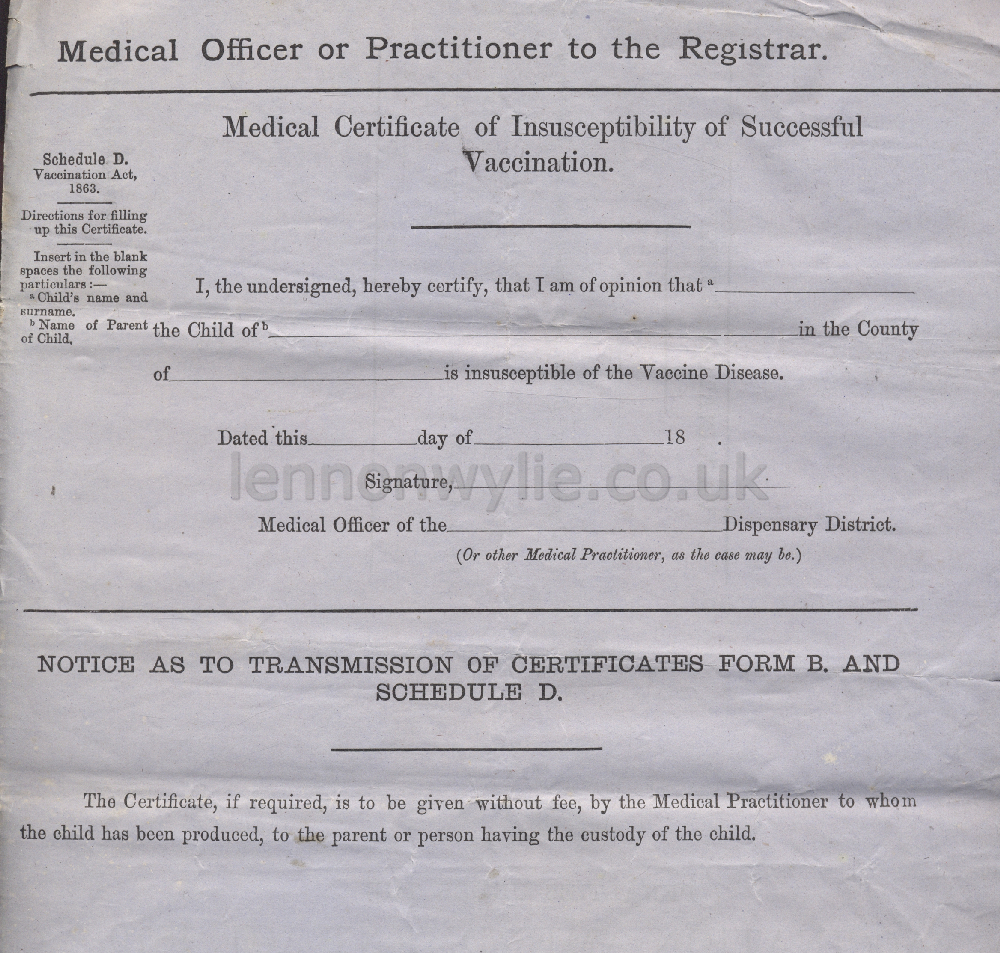 Medical Officer or Practitioner to the Registrar.
Medical Certificate of Insusceptibility of Successful
Vaccination.
Schedule D.
Vaccination Act,
1863.
Directions for filling
up this Certificate.
Insert in the blank
spaces the following
particulars :—
a Child's name and
surname.
b Name of Parent
of Child,
I, the undersigned, hereby certify, that I am of opinion that a
the Child of b in the County
of is insusceptible of the Vaccine Disease.
Dated this day of 18 .
lennonwylie.co.uk
Signature,
Medical Officer of the Dispensary District.
(Or other Medical Practitioner, as the case may be.)
NOTICE AS TO TRANSMISSION OF CERTIFICATES FORM B. AND
SCHEDULE D.
The Certificate, if required, is to be given without fee, by the Medical Practitioner to whom
the child has been produced, to the parent or person having the custody of the child.